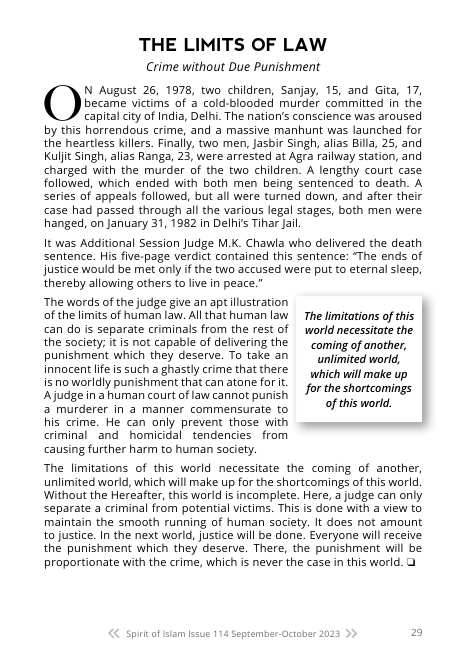 THE LIMITS OF LAW
Crime without Due Punishment
ON August 26, 1978, two children, Sanjay, 15, and Gita, 17,
became victims of a cold-blooded murder committed in the
capital city of India, Delhi. The nation’s conscience was aroused
by this horrendous crime, and a massive manhunt was launched for
the heartless killers. Finally, two men, Jasbir Singh, alias Billa, 25, and
Kuljit Singh, alias Ranga, 23, were arrested at Agra railway station, and
charged with the murder of the two children. A lengthy court case
followed, which ended with both men being sentenced to death. A
series of appeals followed, but all were turned down, and after their
case had passed through all the various legal stages, both men were
hanged, on January 31, 1982 in Delhi’s Tihar Jail.
It was Additional Session Judge M.K. Chawla who delivered the death
sentence. His five-page verdict contained this sentence: “The ends of
justice would be met only if the two accused were put to eternal sleep,
thereby allowing others to live in peace.”
The words of the judge give an apt illustration
of the limits of human law. All that human law
can do is separate criminals from the rest of
the society; it is not capable of delivering the
punishment which they deserve. To take an
innocent life is such a ghastly crime that there
is no worldly punishment that can atone for it.
A judge in a human court of law cannot punish
a murderer in a manner commensurate to
his crime. He can only prevent those with
criminal and homicidal tendencies from
causing further harm to human society.
The limitations of this
world necessitate the
coming of another,
unlimited world,
which will make up
for the shortcomings
of this world.
The limitations of this world necessitate the coming of another,
unlimited world, which will make up for the shortcomings of this world.
Without the Hereafter, this world is incomplete. Here, a judge can only
separate a criminal from potential victims. This is done with a view to
maintain the smooth running of human society. It does not amount
to justice. In the next world, justice will be done. Everyone will receive
the punishment which they deserve. There, the punishment will be
proportionate with the crime, which is never the case in this world. ❑
Spirit of Islam Issue 114 September-October 2023
29